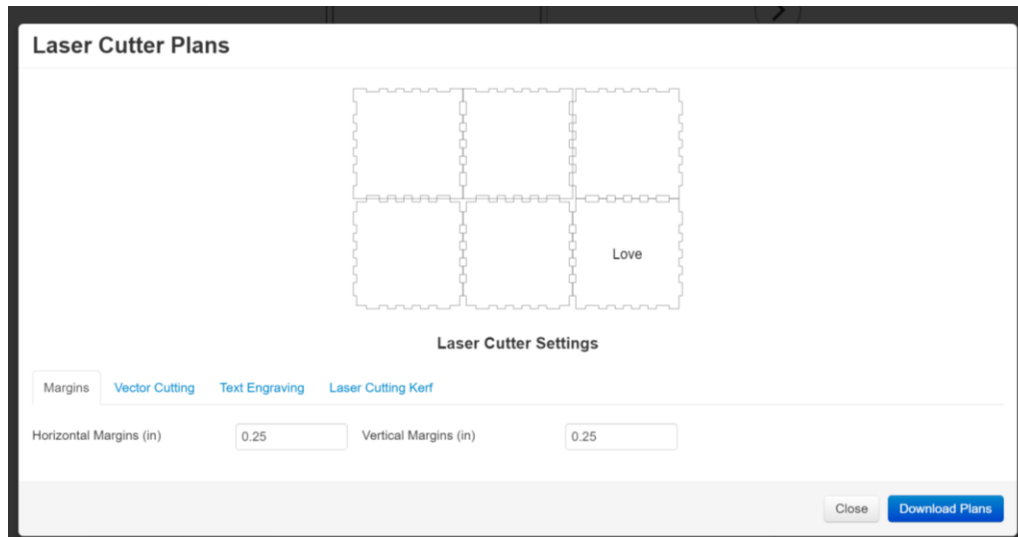 Laser Cutter Plans
Love
Laser Cutter Settings
Margins Vector Cutting Text Engraving Laser Cutting Kerf
Horizontal Margins (in) 0.25 Vertical Margins (in) 0.25
Close Download Plans